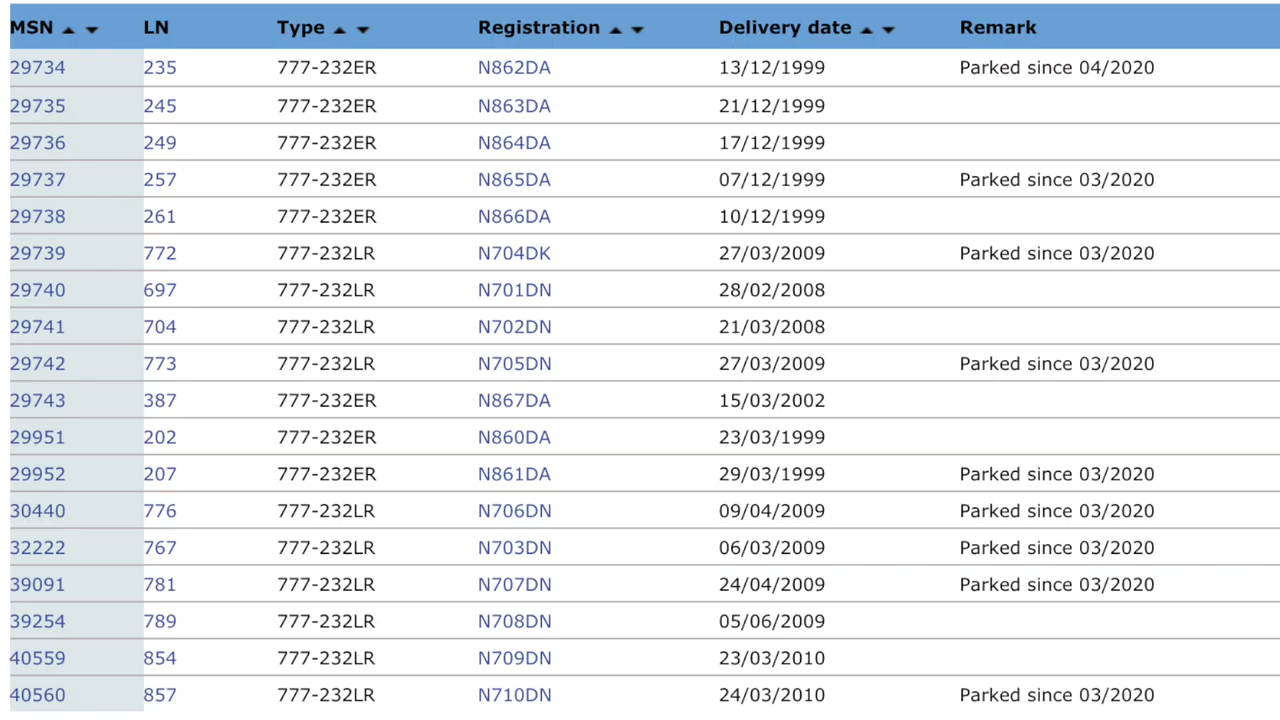 MSN LN Type Registration Delivery date Remark
29734 235 777-232ER N862DA 13/12/1999 Parked since 04/2020
29735 245 777-232ER N863DA 21/12/1999
29736 249 777-232ER N864DA 17/12/1999
29737 257 777-232ER N865DA 07/12/1999 Parked since 03/2020
29738 261 777-232ER N866DA 10/12/1999
29739 772 777-232LR N704DK 27/03/2009 Parked since 03/2020
29740 697 777-232LR N701DN 28/02/2008
29741 704 777-232LR N702DN 21/03/2008
29742 773 777-232LR N705DN 27/03/2009 Parked since 03/2020
29743 387 777-232ER N867DA 15/03/2002
29951 202 777-232ER N860DA 23/03/1999
29952 207 777-232ER N861DA 29/03/1999 Parked since 03/2020
30440 776 777-232LR N706DN 09/04/2009 Parked since 03/2020
32222 767 777-232LR N703DN 06/03/2009 Parked since 03/2020
39091 781 777-232LR N707DN 24/04/2009 Parked since 03/2020
39254 789 777-232LR N708DN 05/06/2009
40559 854 777-232LR N709DN 23/03/2010
40560 857 777-232LR N710DN 24/03/2010 Parked since 03/2020